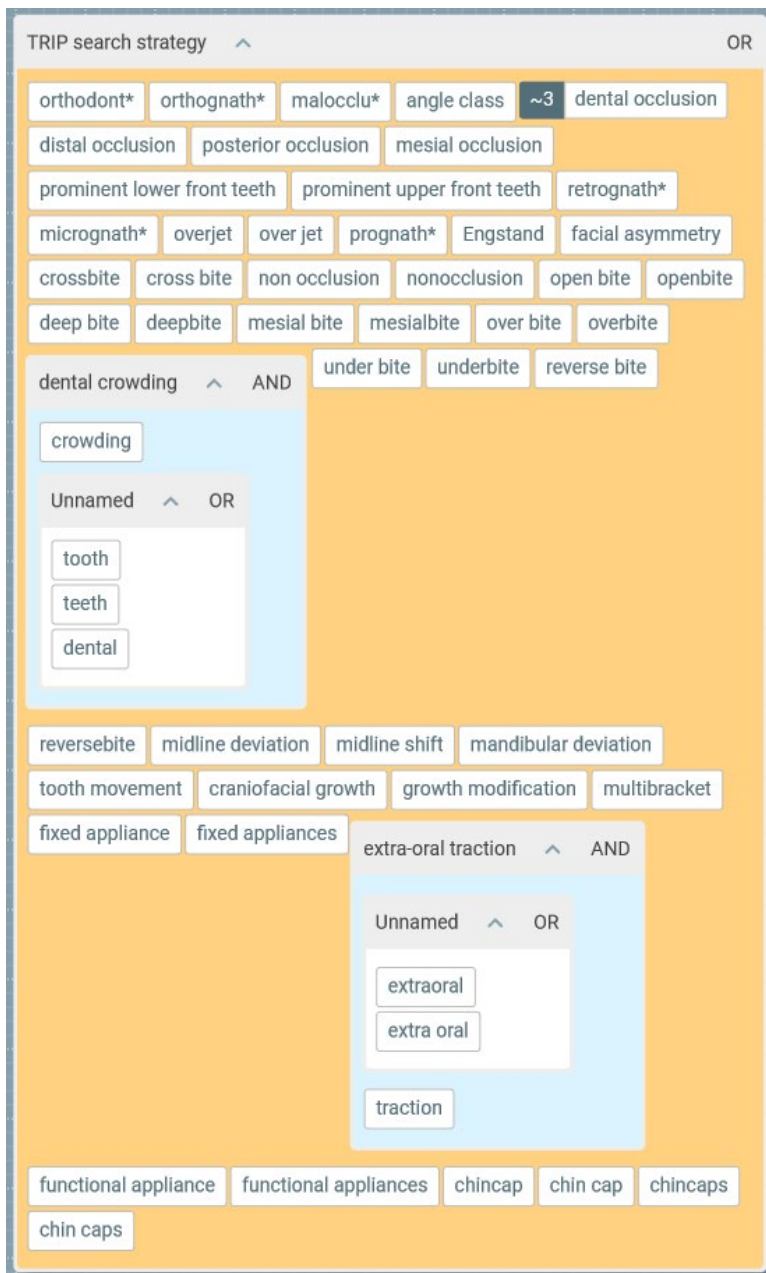 TRIP search strategy OR
orthodont* orthognath* malocclu* angle class ~3 dental occlusion
distal occlusion posterior occlusion mesial occlusion
prominent lower front teeth prominent upper front teeth retrognath*
micrognath* overjet over jet prognath* Engstand facial asymmetry
crossbite cross bite non occlusion nonocclusion open bite openbite
deep bite deepbite mesial bite mesialbite over bite overbite
under bite underbite reverse bite
dental crowding AND
crowding
Unnamed OR
tooth
teeth
dental
reversebite midline deviation midline shift mandibular deviation
tooth movement craniofacial growth growth modification multibracket
fixed appliance fixed appliances
extra-oral traction AND
Unnamed OR
extraoral
extra oral
traction
functional appliance functional appliances chincap chin cap chincaps
chin caps